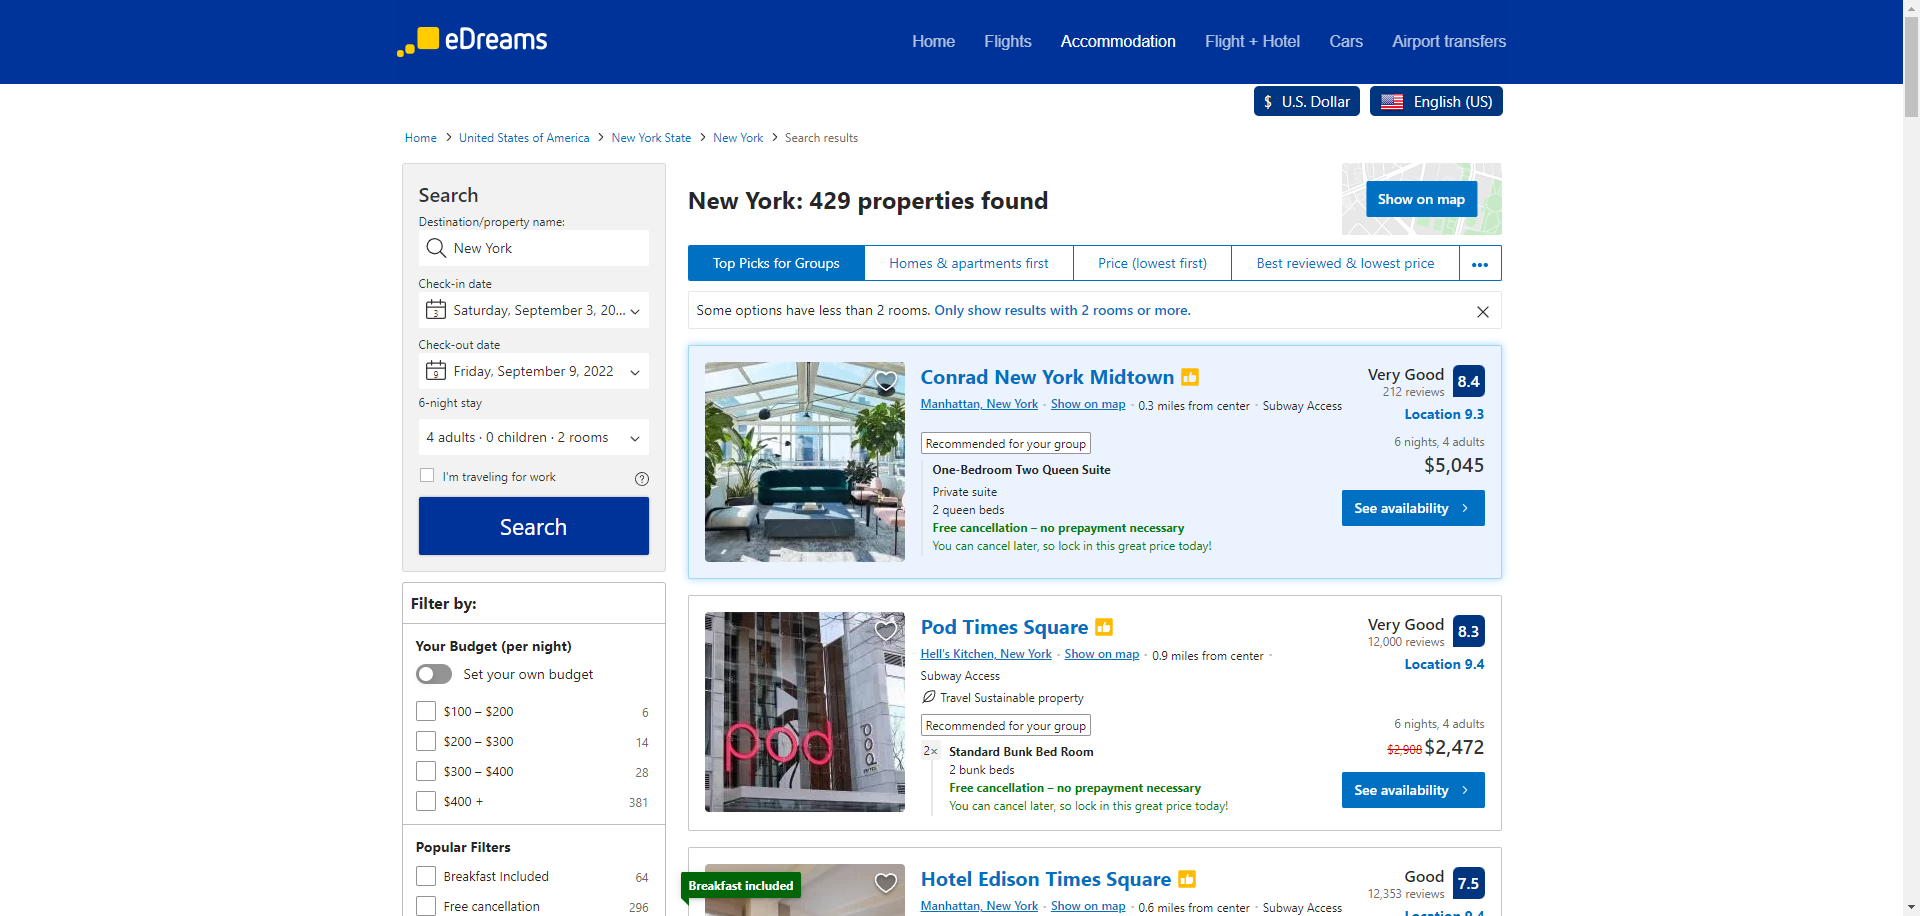 eDreams
Home Flights Accommodation Flight + Hotel Cars Airport transfers
$ U.S. Dollar English (US)
Home > United States of America > New York State > New York > Search results
Search
Destination/property name:
New York
Check-in date
3 Saturday, September 3, 20...
Check-out date
9 Friday, September 9, 2022
6-night stay
4 adults · 0 children · 2 rooms
I'm traveling for work
Search
Filter by:
Your Budget (per night)
Set your own budget
$100 – $200 6
$200 – $300 14
$300 – $400 28
$400 + 381
Popular Filters
Breakfast Included 64
Free cancellation 296
New York: 429 properties found
Show on map
Top Picks for Groups Homes & apartments first Price (lowest first) Best reviewed & lowest price
Some options have less than 2 rooms. Only show results with 2 rooms or more.
Conrad New York Midtown
Manhattan, New York · Show on map · 0.3 miles from center · Subway Access
Recommended for your group
One-Bedroom Two Queen Suite
Private suite
2 queen beds
Free cancellation – no prepayment necessary
You can cancel later, so lock in this great price today!
Very Good 8.4
212 reviews
Location 9.3
6 nights, 4 adults
$5,045
See availability
pod
pod
Pod Times Square
Hell's Kitchen, New York · Show on map · 0.9 miles from center ·
Subway Access
Travel Sustainable property
Recommended for your group
2× Standard Bunk Bed Room
2 bunk beds
Free cancellation – no prepayment necessary
You can cancel later, so lock in this great price today!
Very Good 8.3
12,000 reviews
Location 9.4
6 nights, 4 adults
$2,908 $2,472
See availability
Breakfast included
Hotel Edison Times Square
Manhattan, New York · Show on map · 0.6 miles from center · Subway Access
Good 7.5
12,353 reviews
Location 9.4